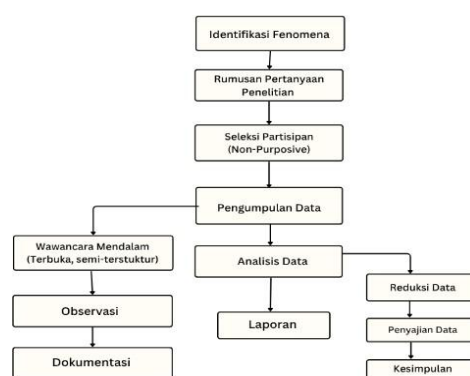 Identifikasi Fenomena
Rumusan Pertanyaan
Penelitian
Seleksi Partisipan
(Non-Purposive)
Pengumpulan Data
Wawancara Mendalam
(Terbuka, semi-terstuktur)
Observasi
Dokumentasi
Analisis Data
Laporan
Reduksi Data
Penyajian Data
Kesimpulan